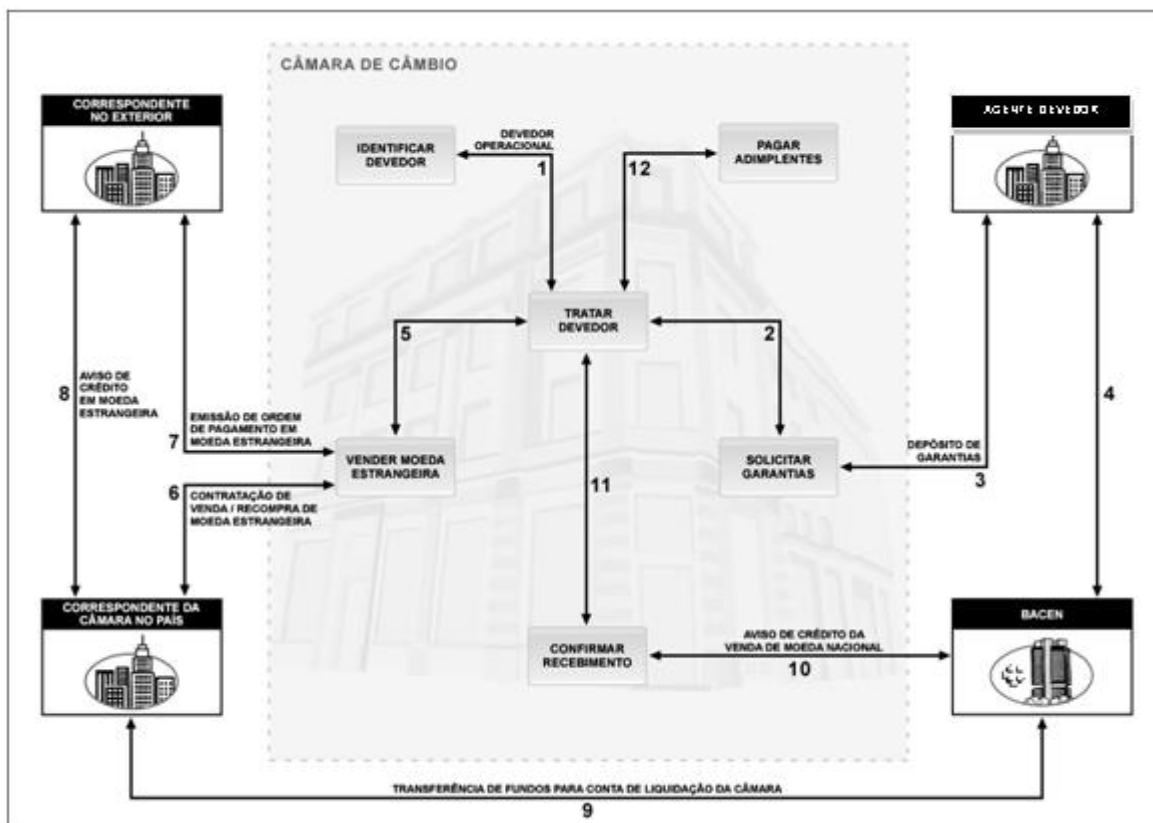 CÂMARA DE CÂMBIO
CORRESPONDENTE
NO EXTERIOR
AGENTE DEVEDOR
IDENTIFICAR
DEVEDOR
DEVEDOR
OPERACIONAL
1
12
PAGAR
ADIMPLENTES
TRATAR
DEVEDOR
5
2
8
AVISO DE
CRÉDITO
EM MOEDA
ESTRANGEIRA
4
7
EMISSÃO DE ORDEM
DE PAGAMENTO EM
MOEDA ESTRANGEIRA
VENDER MOEDA
ESTRANGEIRA
SOLICITAR
GARANTIAS
DEPÓSITO DE
GARANTIAS
3
6
CONTRATAÇÃO DE
VENDA / RECOMPRA DE
MOEDA ESTRANGEIRA
11
CORRESPONDENTE DA
CÂMARA NO PAÍS
CONFIRMAR
RECEBIMENTO
AVISO DE CRÉDITO DA
VENDA DE MOEDA NACIONAL
10
BACEN
TRANSFERÊNCIA DE FUNDOS PARA CONTA DE LIQUIDAÇÃO DA CÂMARA
9